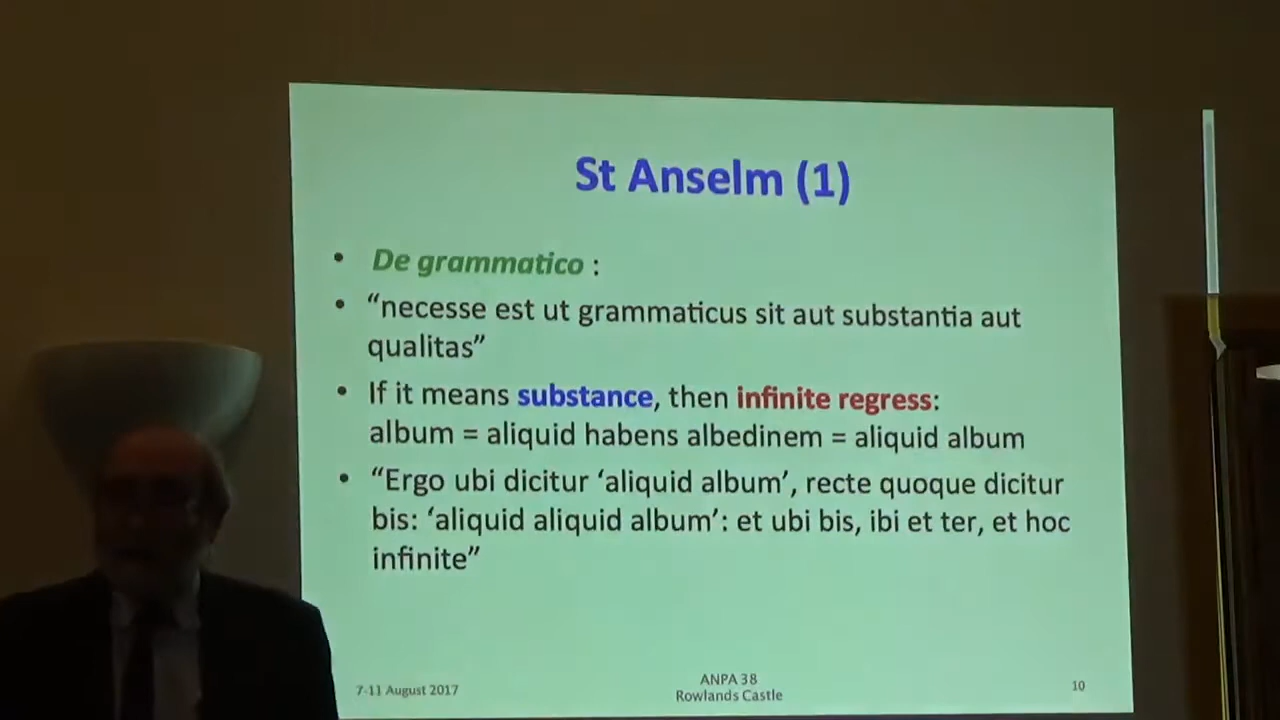 St Anselm (1)
• De grammatico :
• “necesse est ut grammaticus sit aut substantia aut
qualitas”
• If it means substance, then infinite regress:
album = aliquid habens albedinem = aliquid album
• “Ergo ubi dicitur ‘aliquid album’, recte quoque dicitur
bis: ‘aliquid aliquid album’: et ubi bis, ibi et ter, et hoc
infinite”
7-11 August 2017
ANPA 38
Rowlands Castle
10